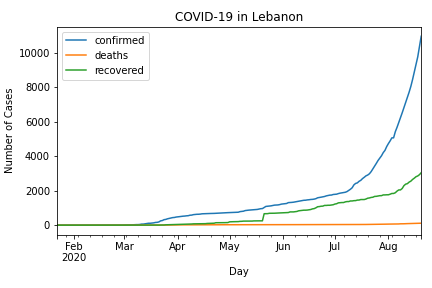 COVID-19 in Lebanon
confirmed
deaths
recovered
Number of Cases
10000
8000
6000
4000
2000
0
Feb Mar Apr May Jun Jul Aug
2020
Day